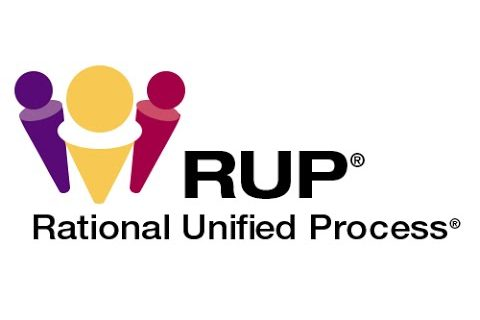 RUP®
Rational Unified Process®